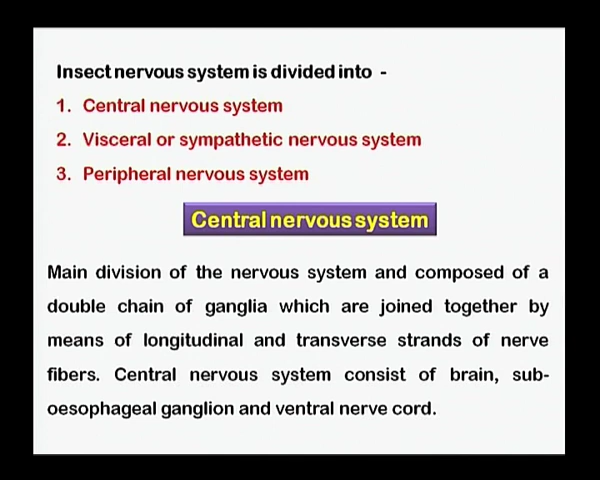 Insect nervous system is divided into -
1. Central nervous system
2. Visceral or sympathetic nervous system
3. Peripheral nervous system
Central nervous system
Main division of the nervous system and composed of a
double chain of ganglia which are joined together by
means of longitudinal and transverse strands of nerve
fibers. Central nervous system consist of brain, sub-
oesophageal ganglion and ventral nerve cord.